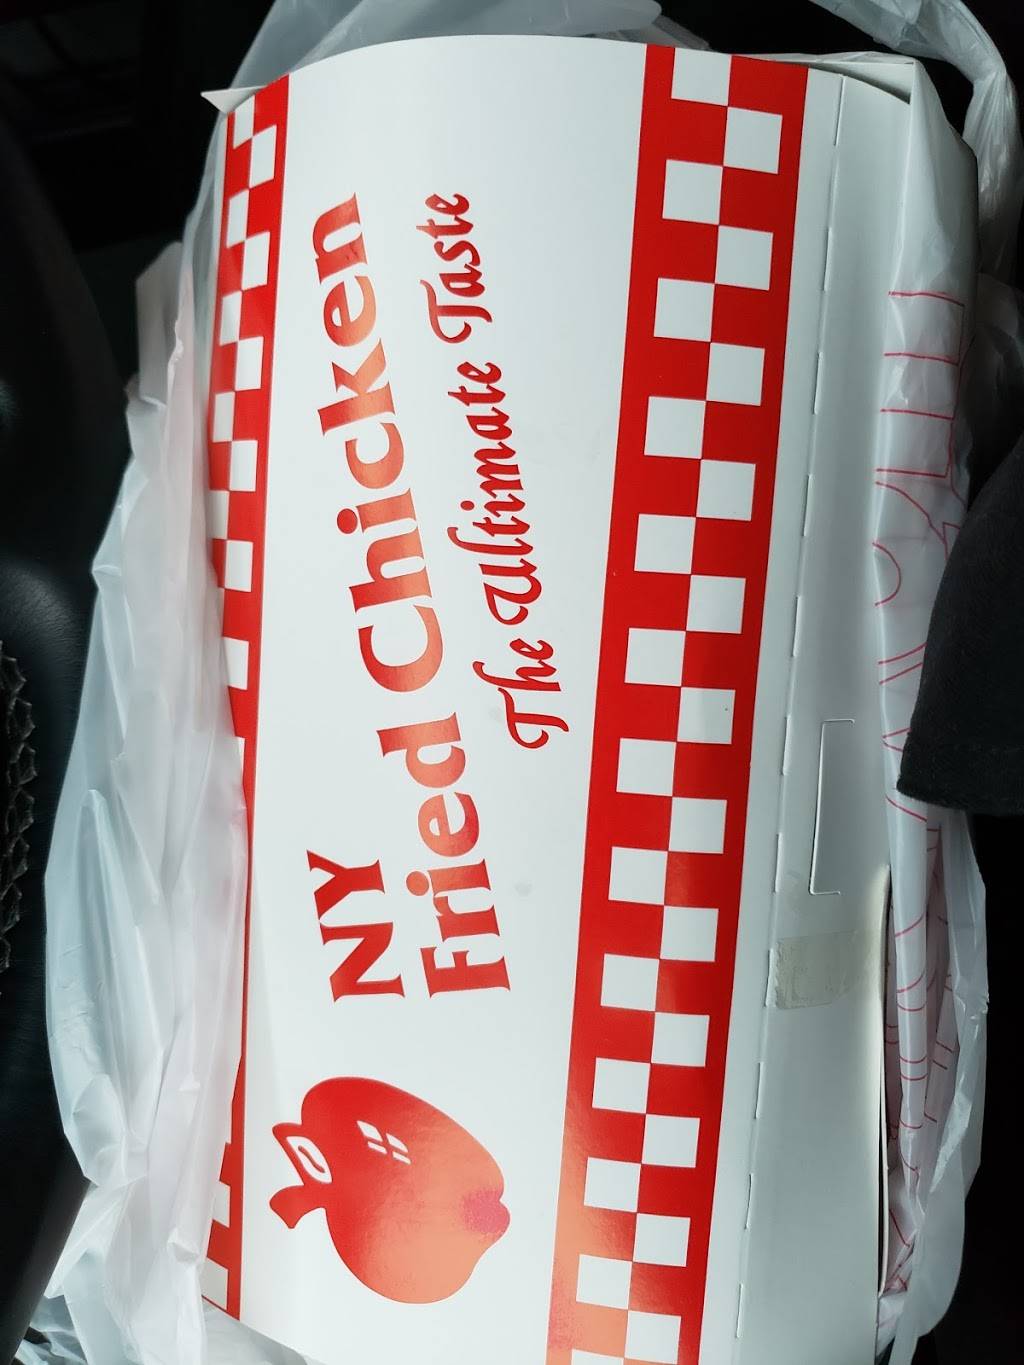 NY
Fried Chicken
The Ultimate Taste